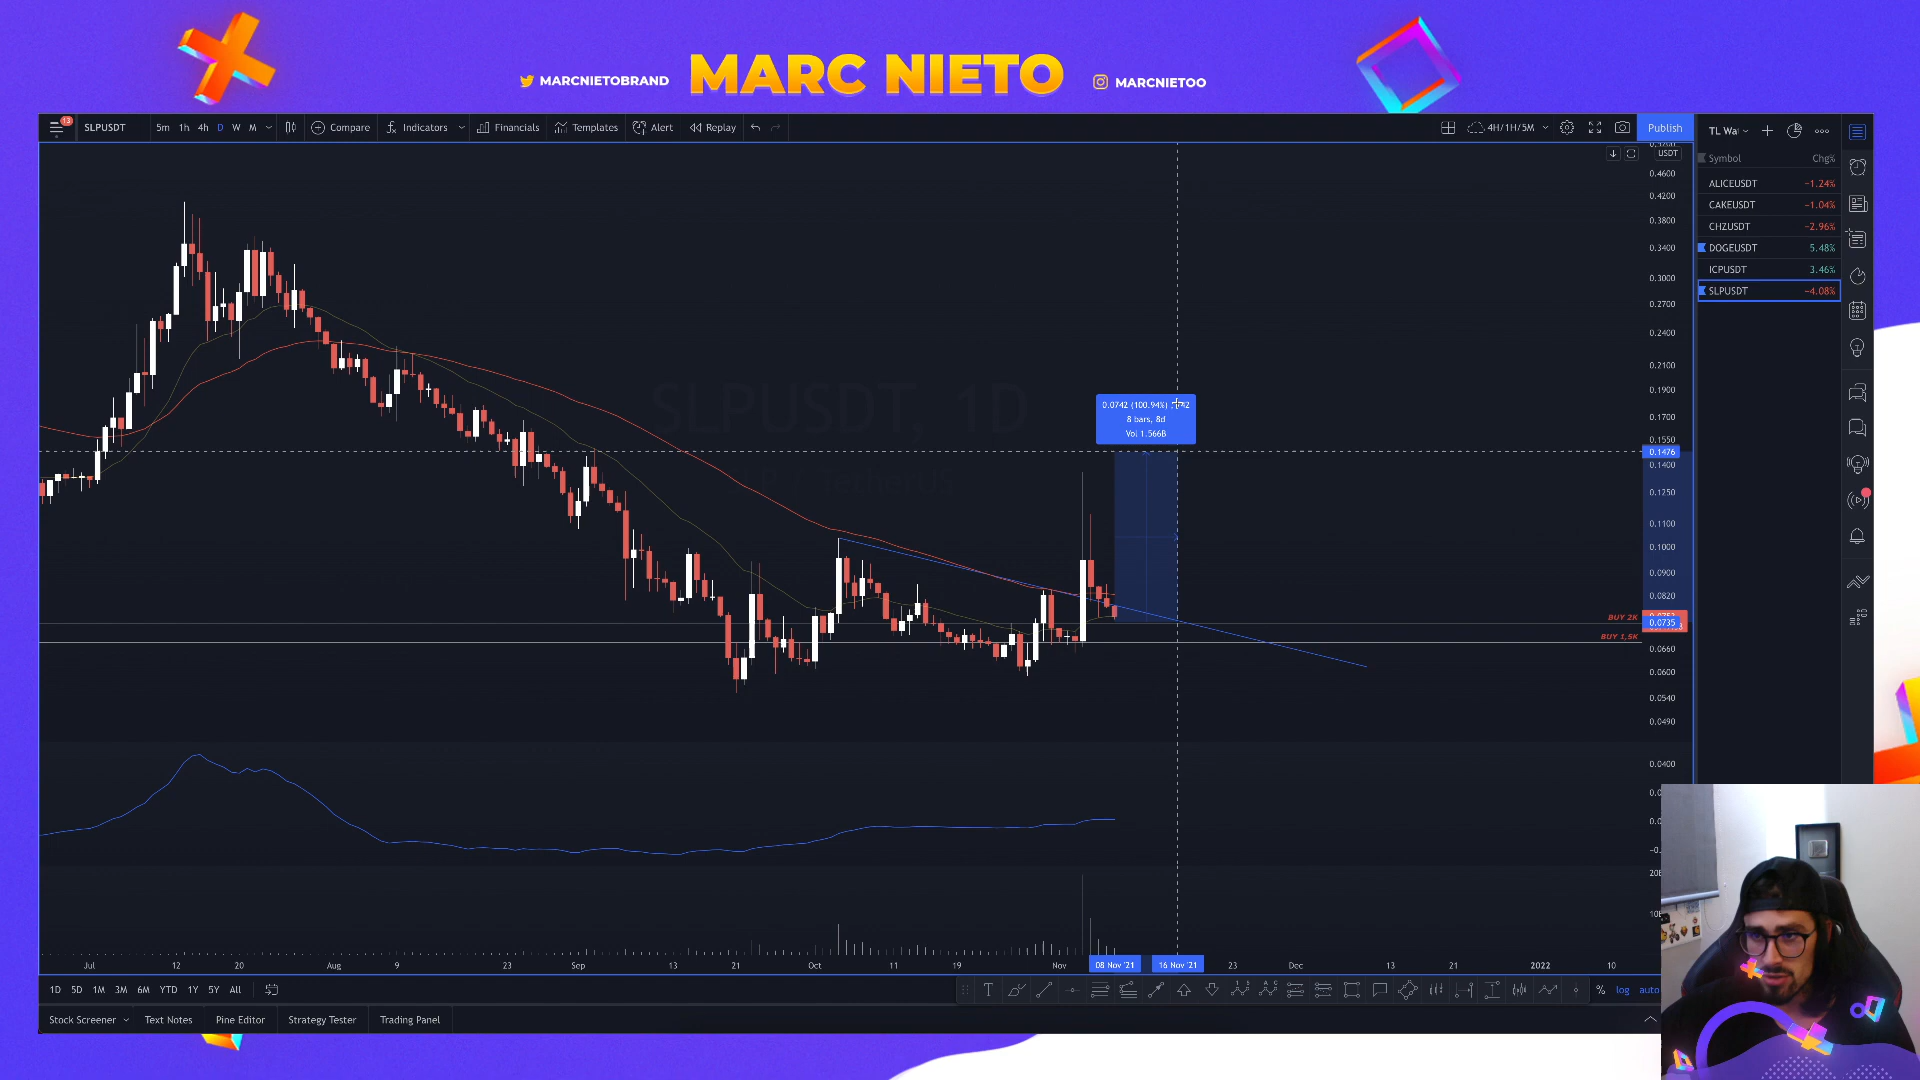 MARCNIETOBRAND
MARC NIETO
MARCNIETOO
13
SLPUSDT
5m 1h 4h D W M
Compare
Indicators
Financials
Templates
Alert
Replay
4H/1H/5M
Publish
TL Wa
Symbol Chg%
ALICEUSDT −1.24%
CAKEUSDT −1.04%
CHZUSDT −2.96%
DOGEUSDT 5.48%
ICPUSDT 3.46%
SLPUSDT −4.08%
USDT
0.4600
0.4200
0.3800
0.3400
0.3000
0.2700
0.2400
0.2100
0.1900
0.1700
0.1550
0.1476
0.1400
0.1250
0.1100
0.1000
0.0900
0.0820
0.0735
0.0660
0.0600
0.0540
0.0490
0.0400
SLPUSDT, 1D
0.0742 (100.94%)
8 bars, 8d
Vol 1.566B
BUY 2K
BUY 1,5K
Jul 12 20 Aug 9 23 Sep 13 21 Oct 11 19 Nov 08 Nov '21 16 Nov '21 23 Dec 13 21 2022 10
1D 5D 1M 3M 6M YTD 1Y 5Y All
% log auto
Stock Screener Text Notes Pine Editor Strategy Tester Trading Panel